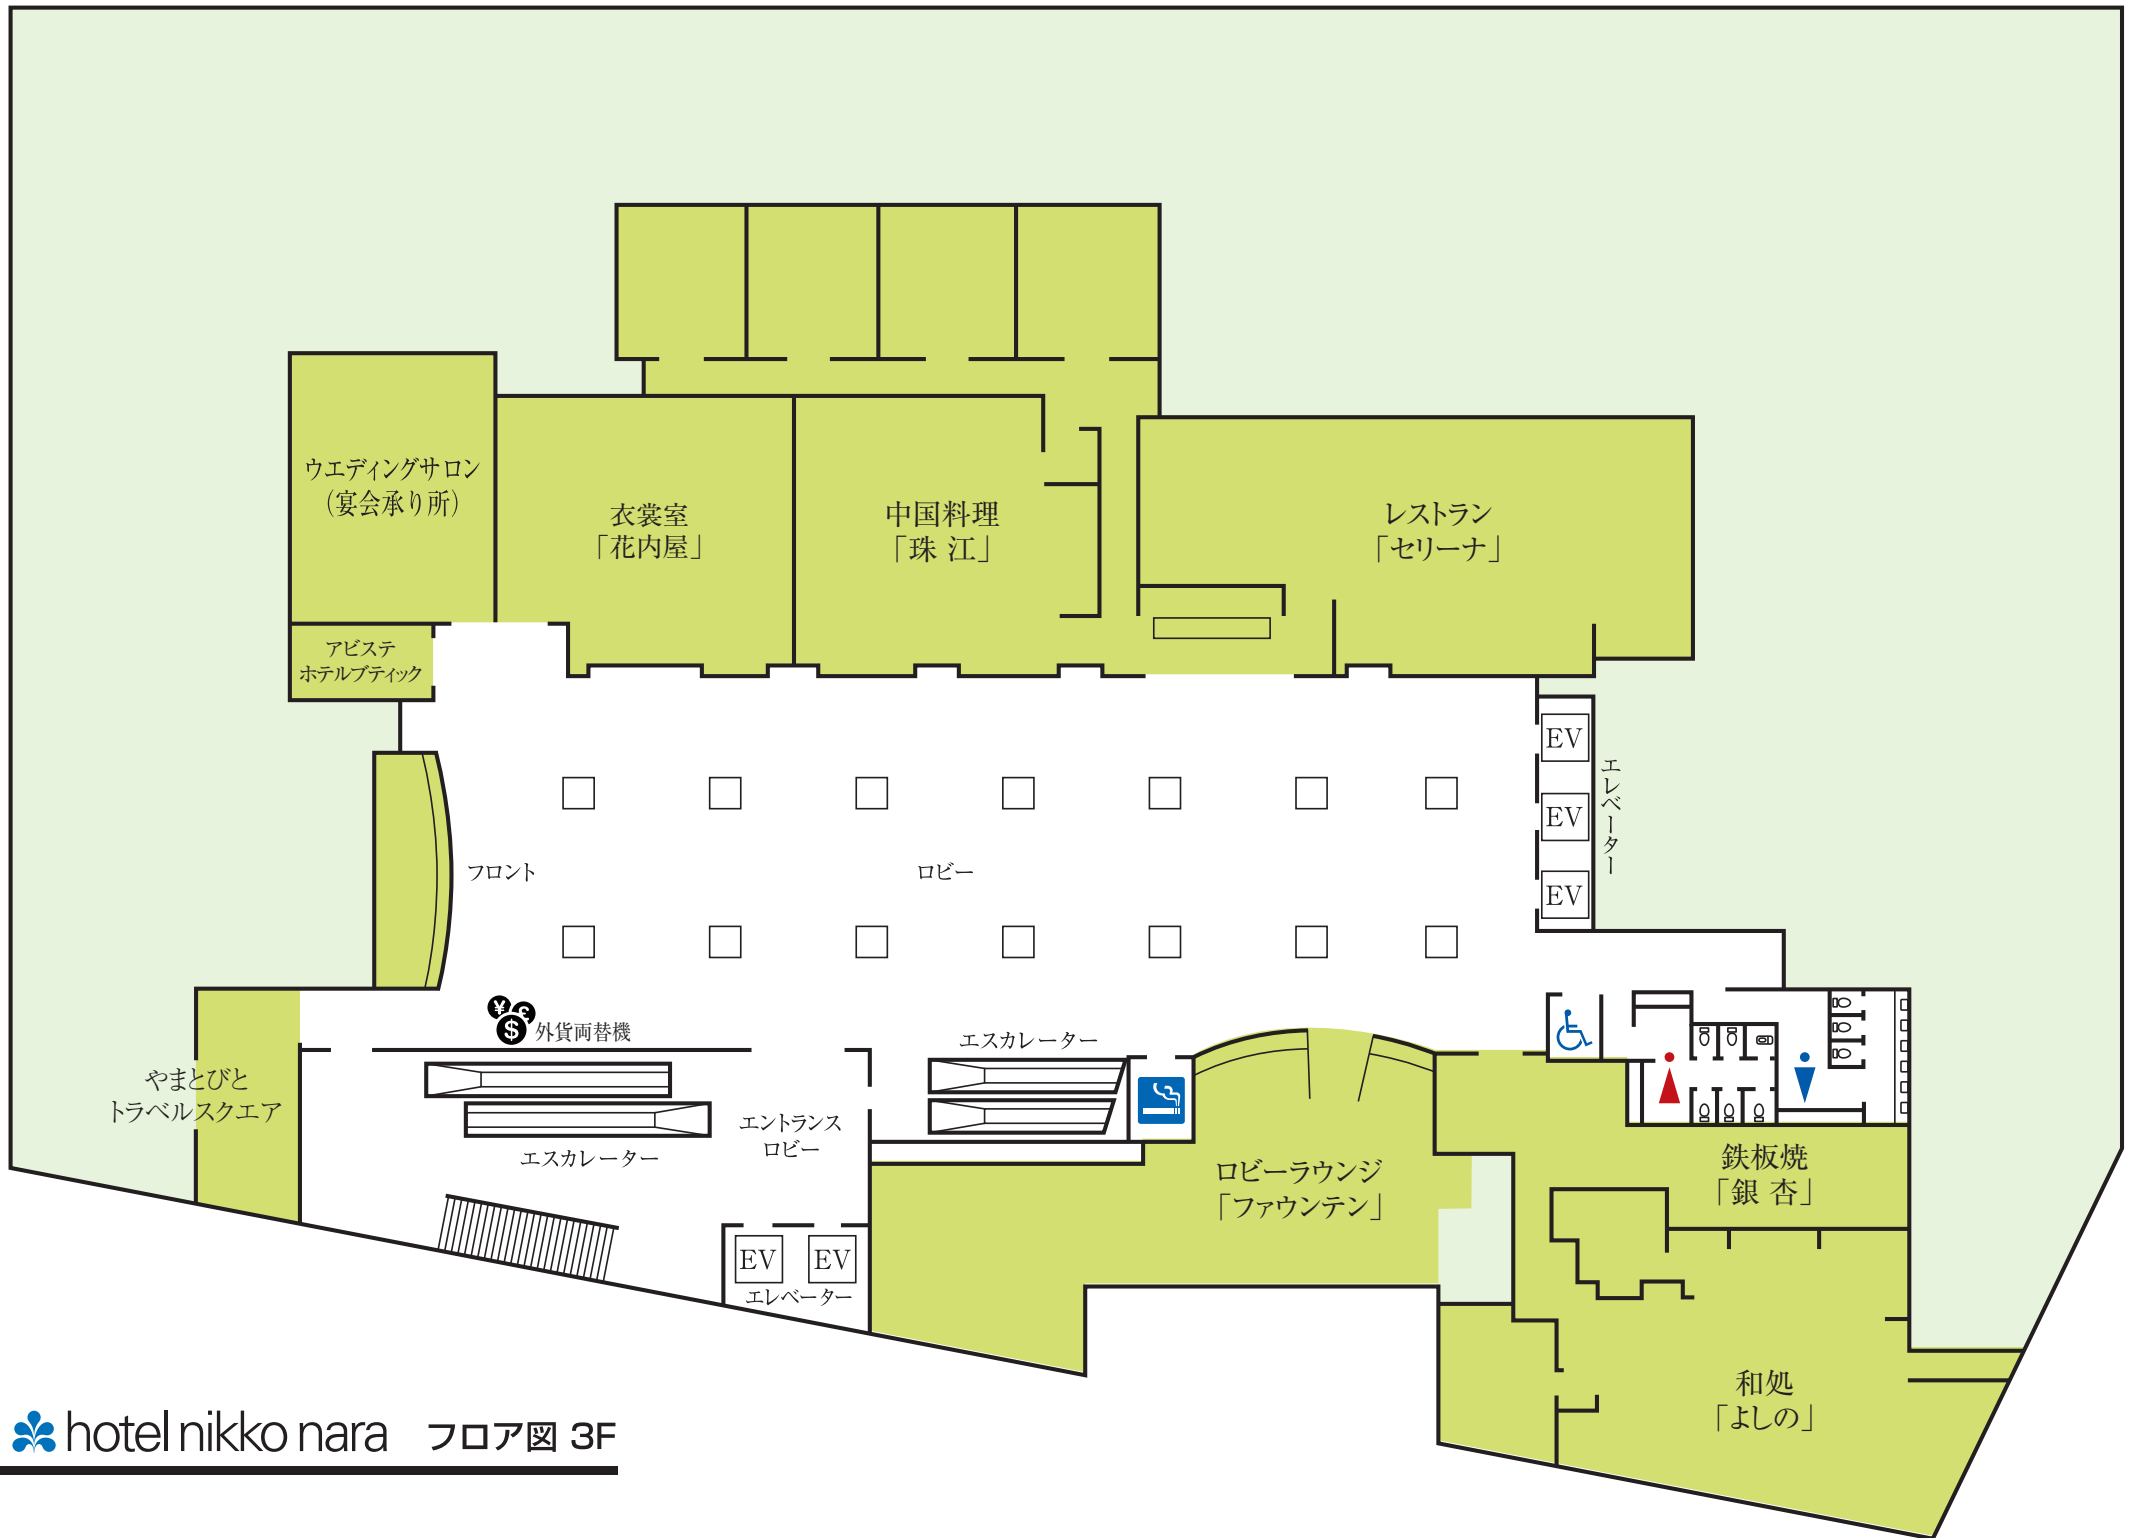 ウエディングサロン
（宴会承り所）
衣裳室
「花内屋」
中国料理
「珠 江」
レストラン
「セリーナ」
アビステ
ホテルブティック
EV
EV
EV
エレベーター
フロント
ロビー
¥
€
$
外貨両替機
エスカレーター
やまとびと
トラベルスクエア
エスカレーター
エントランス
ロビー
EV
EV
エレベーター
ロビーラウンジ
「ファウンテン」
鉄板焼
「銀 杏」
和処
「よしの」
hotel nikko nara フロア図 3F